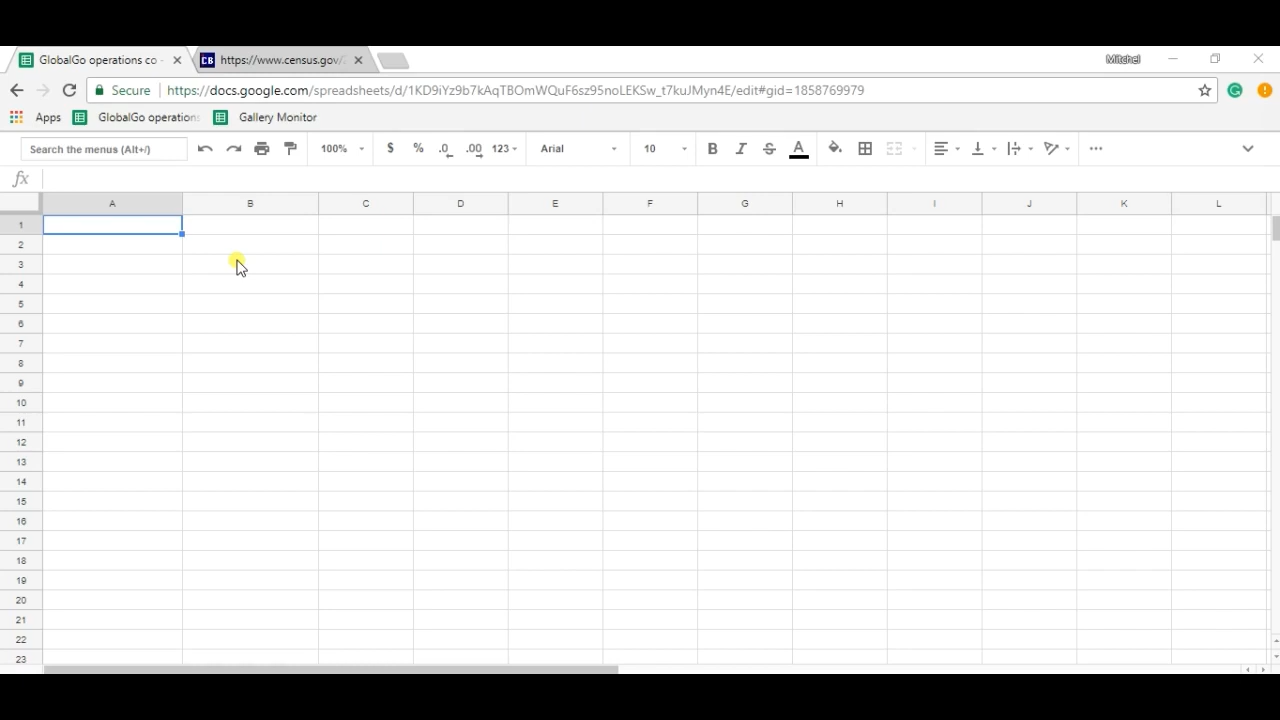 GlobalGo operations co
CB https://www.census.gov/
Mitchel
Secure https://docs.google.com/spreadsheets/d/1KD9iYz9b7kAqTBOmWQuF6sz95noLEKSw_t7kuJMyn4E/edit#gid=1858769979
Apps GlobalGo operations Gallery Monitor
Search the menus (Alt+/) 100% $ % .0 .00 123 Arial 10 B I S A
fx
A B C D E F G H I J K L
1
2
3
4
5
6
7
8
9
10
11
12
13
14
15
16
17
18
19
20
21
22
23